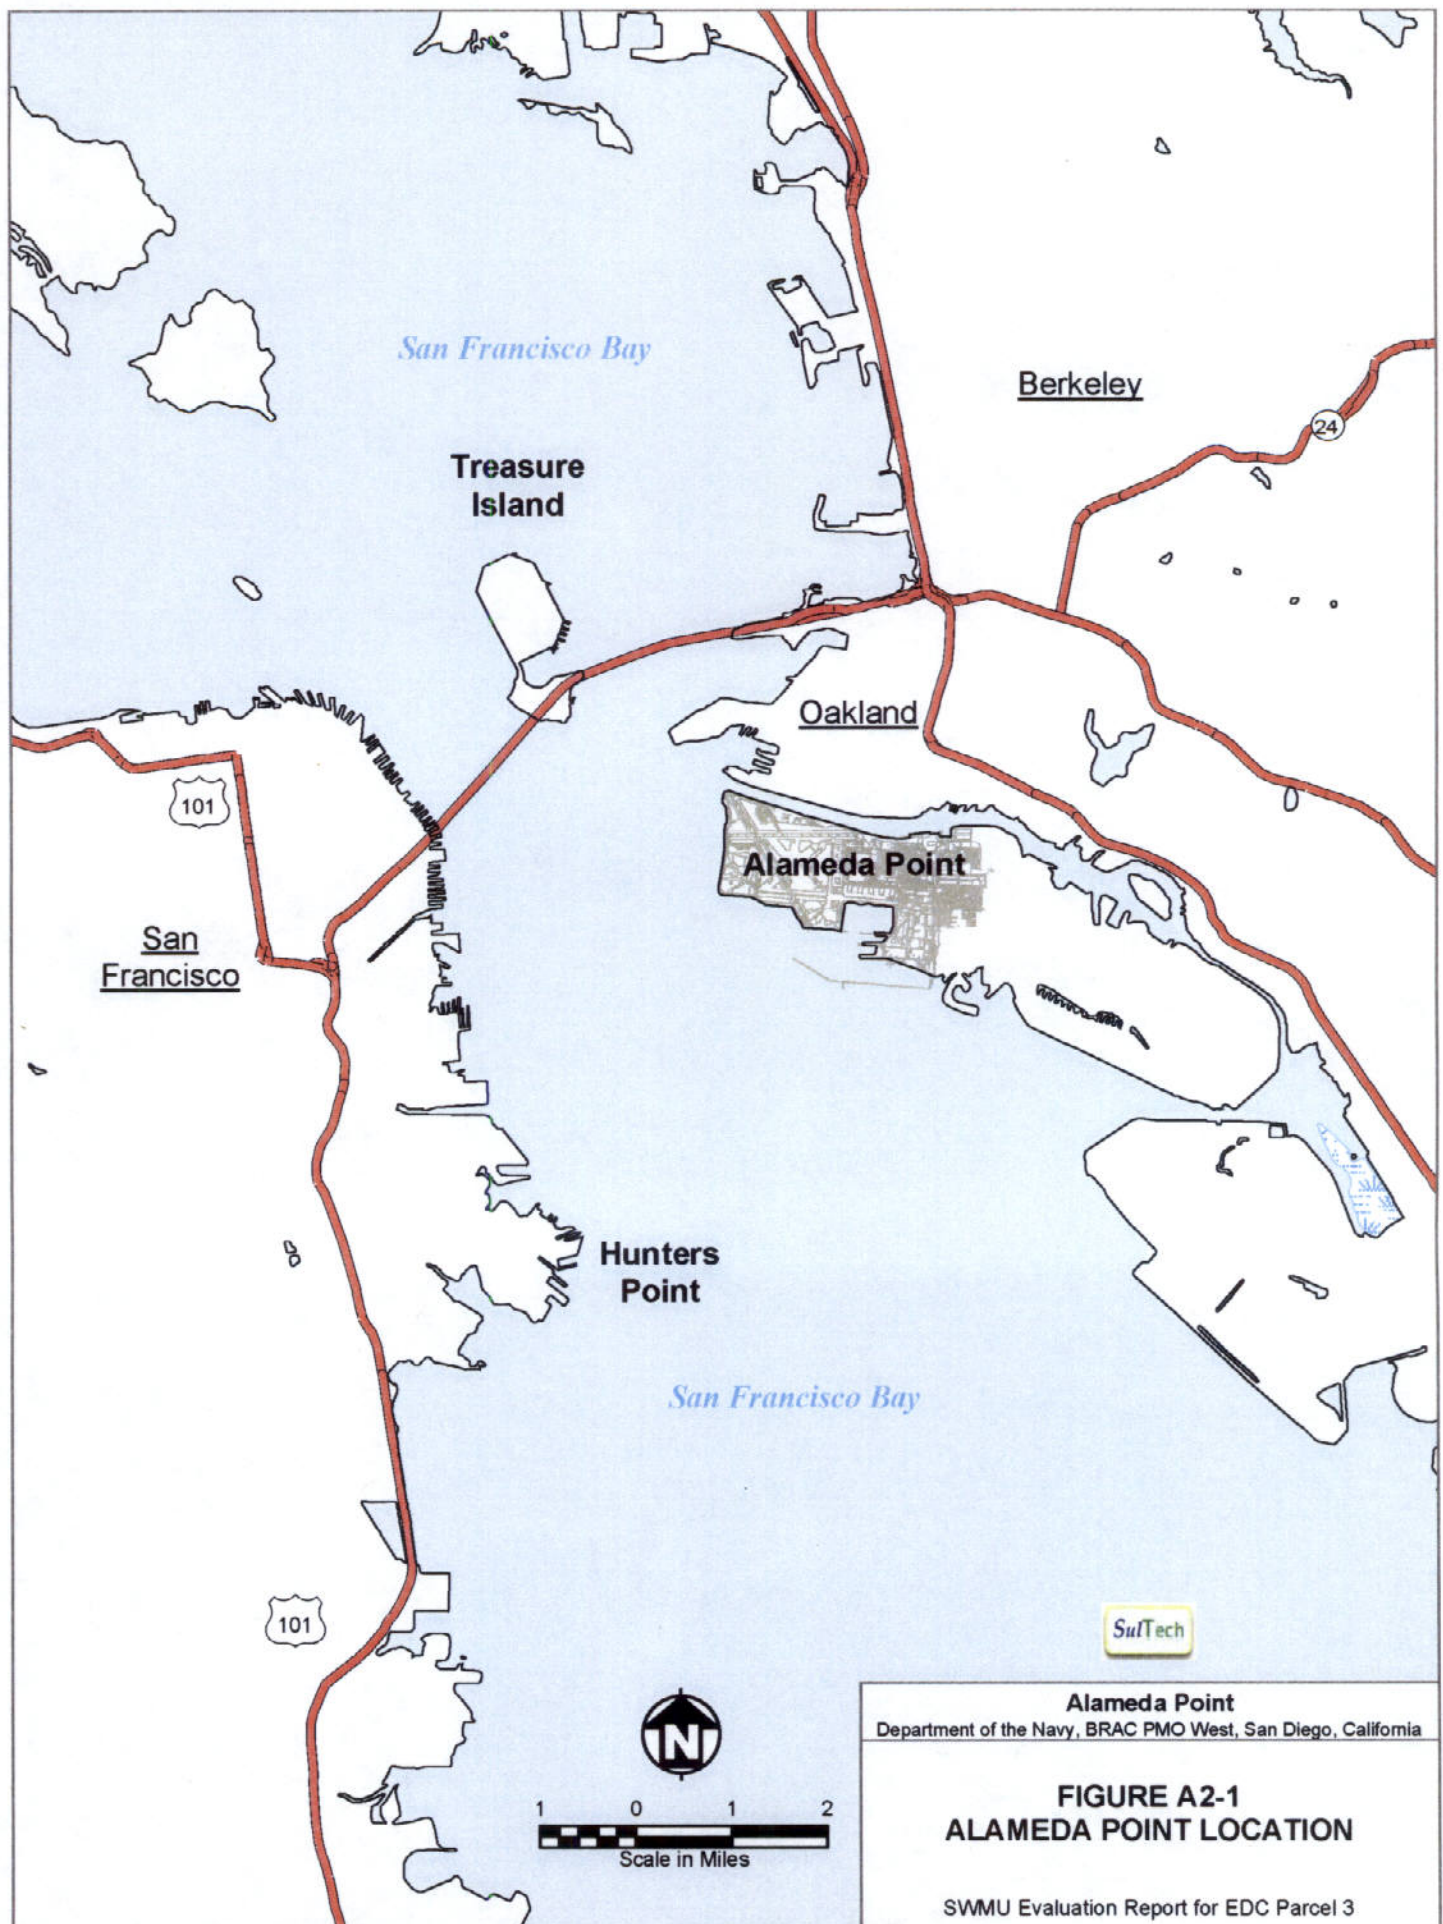 San Francisco Bay
Berkeley
24
Treasure
Island
Oakland
101
Alameda Point
San
Francisco
Hunters
Point
San Francisco Bay
101
SulTech
N
1 0 1 2
Scale in Miles
Alameda Point
Department of the Navy, BRAC PMO West, San Diego, California
FIGURE A2-1
ALAMEDA POINT LOCATION
SWMU Evaluation Report for EDC Parcel 3